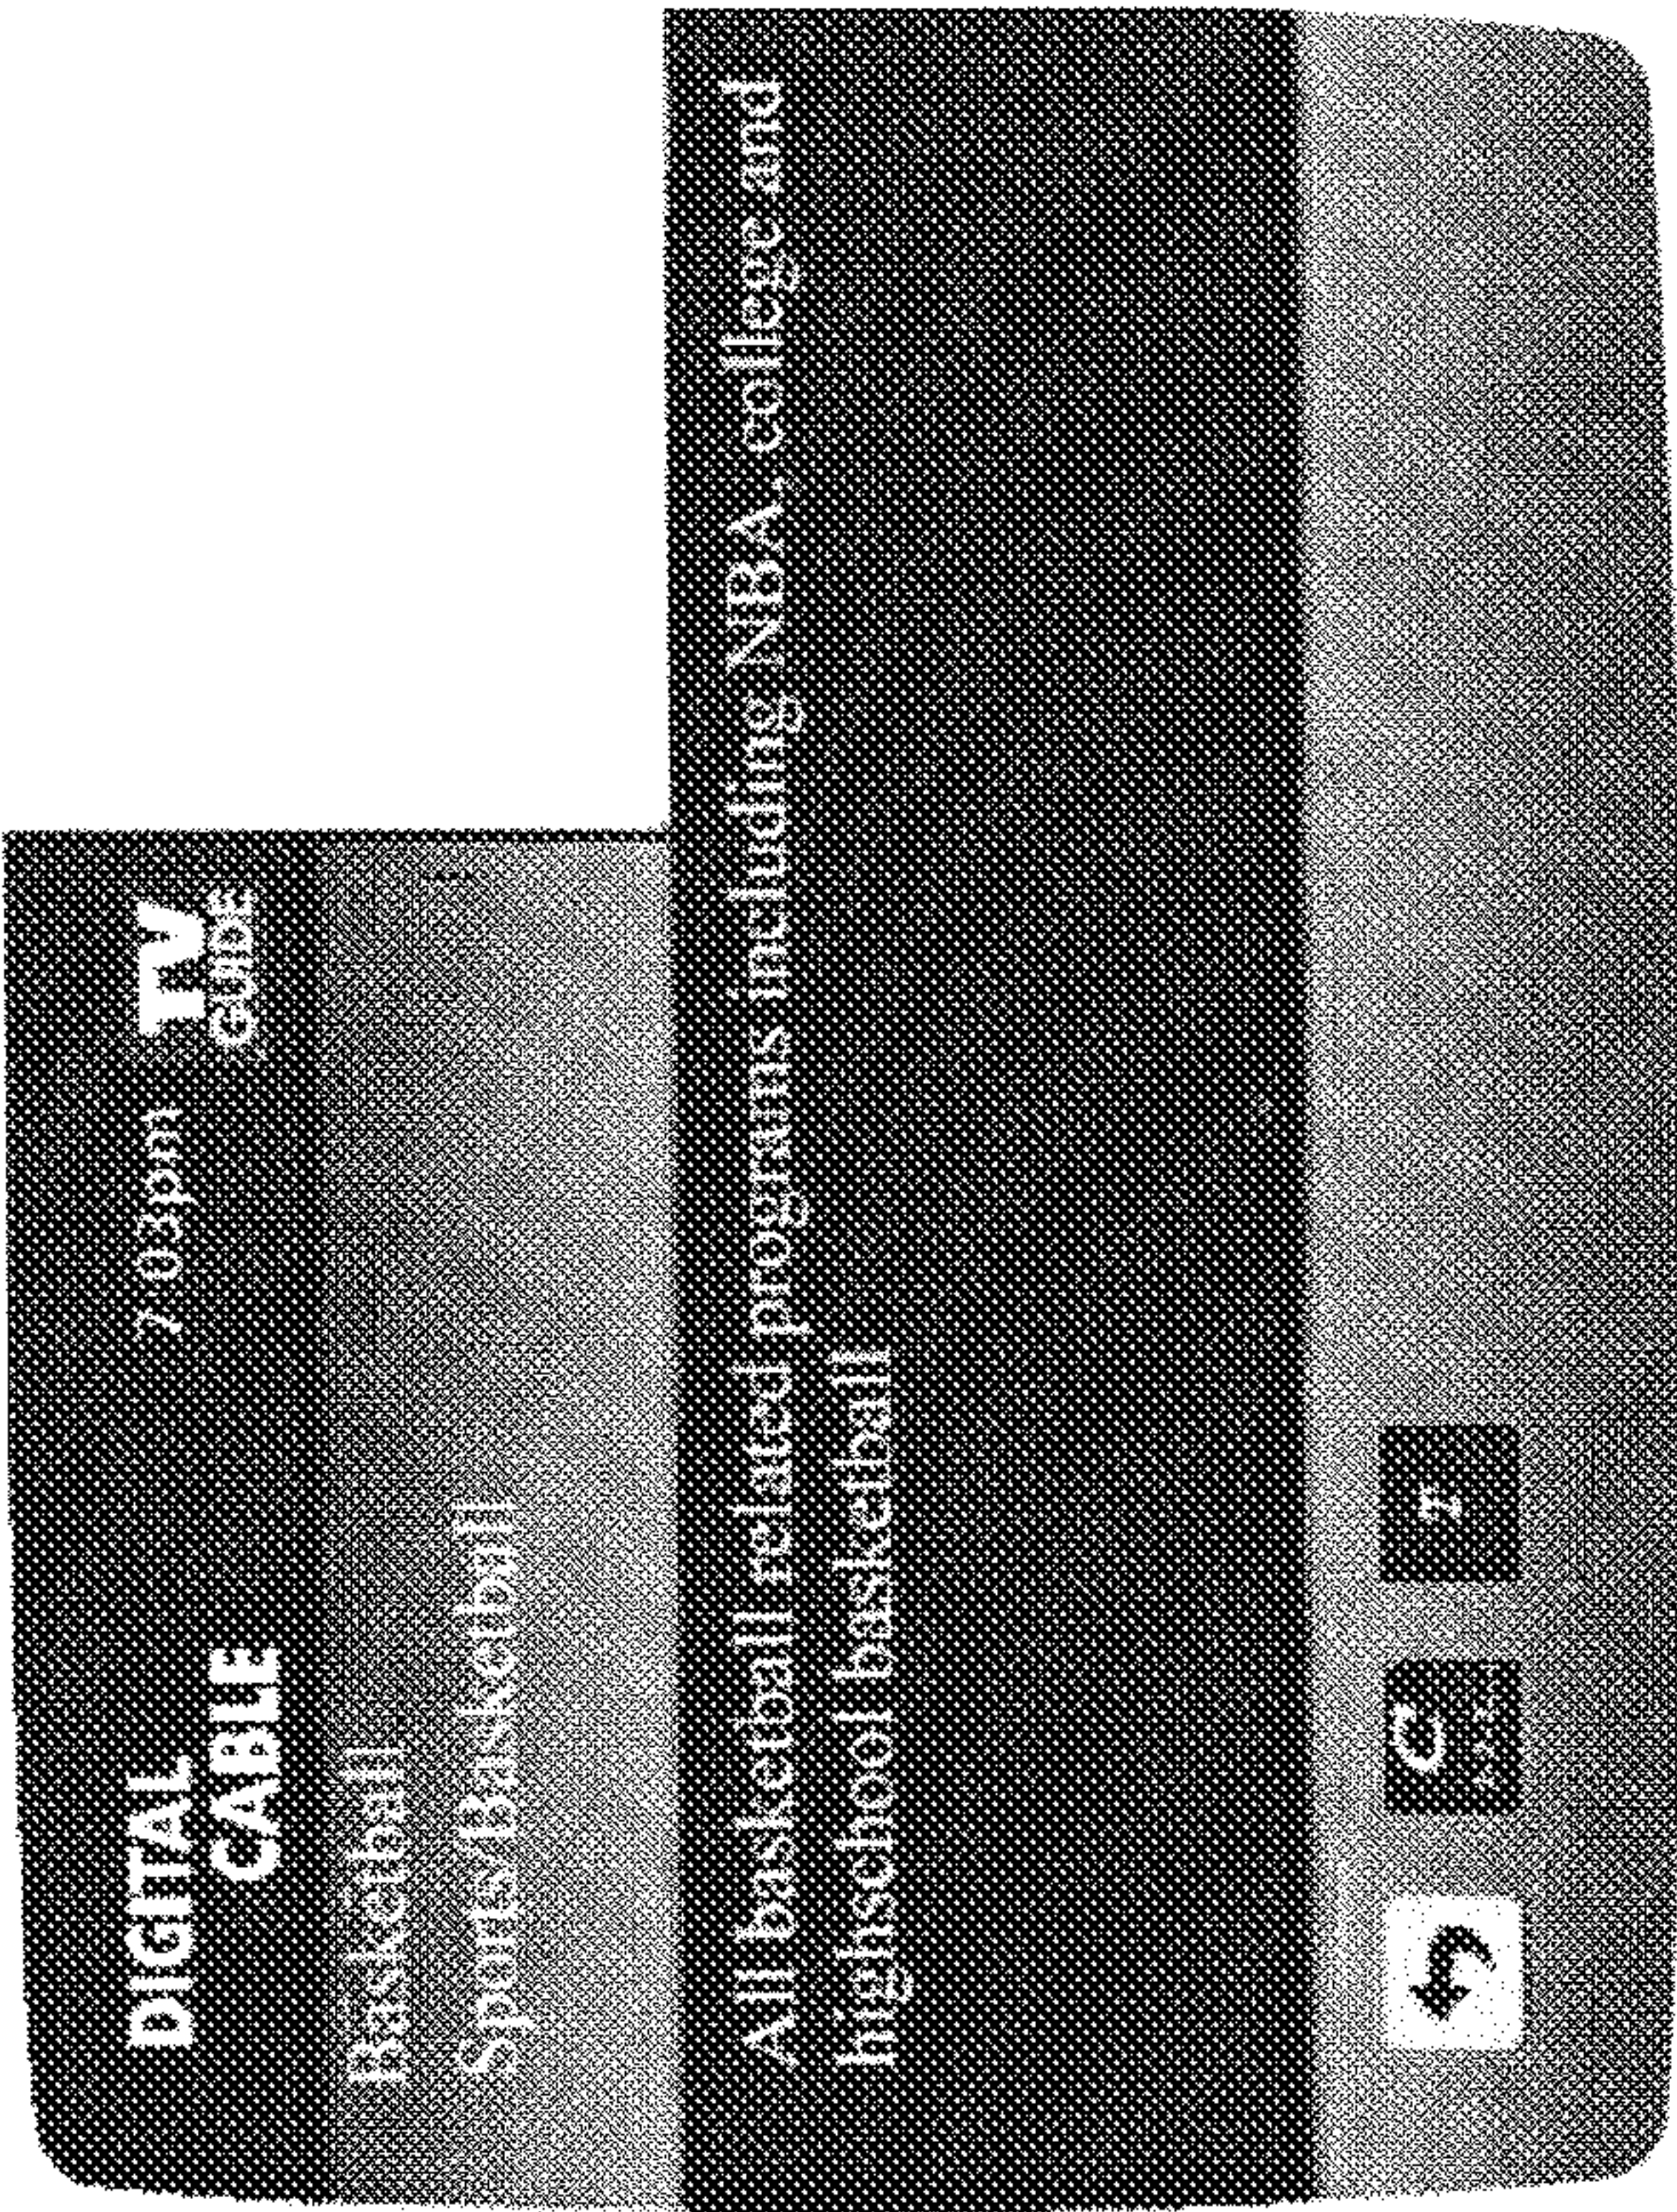 DIGITAL
CABLE
7:03pm
TV
GUIDE
Basketball
Sports/Basketball
All basketball related programs including NBA, college and
highschool basketball
C